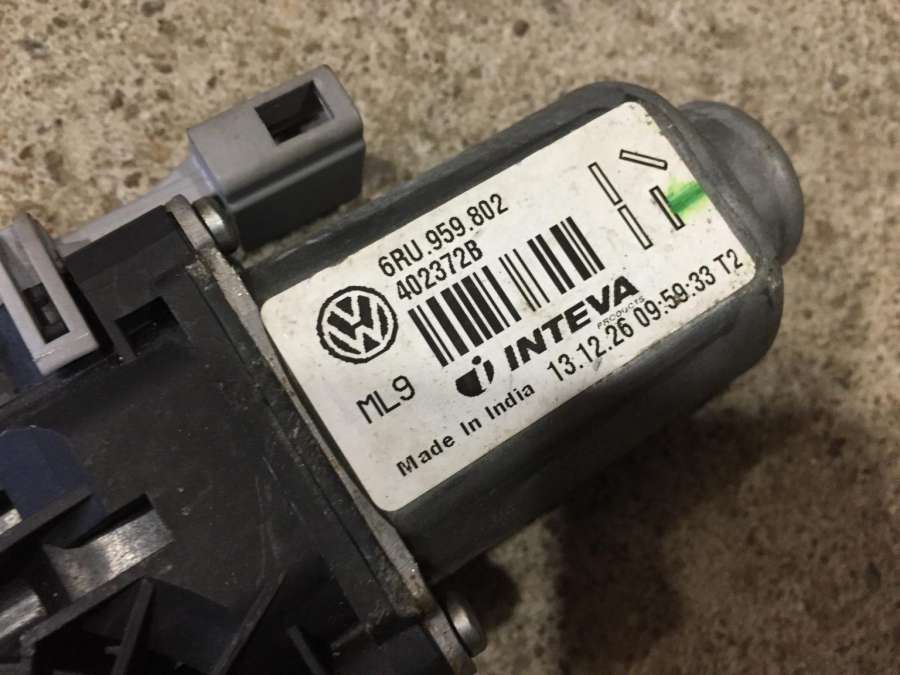 6RU.959.802
402372B
INTEVA
PRODUCTS
ML9
13.12.26 09:59:33 T2
Made In India